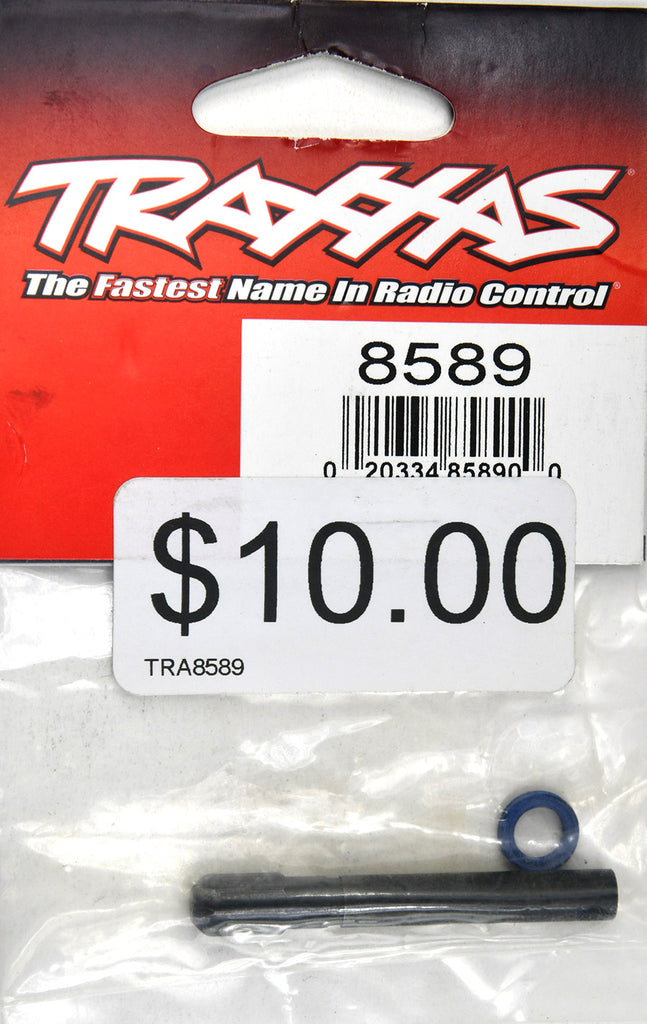 TRAXXAS®
The Fastest Name In Radio Control®
8589
0 20334 85890 0
$10.00
TRA8589